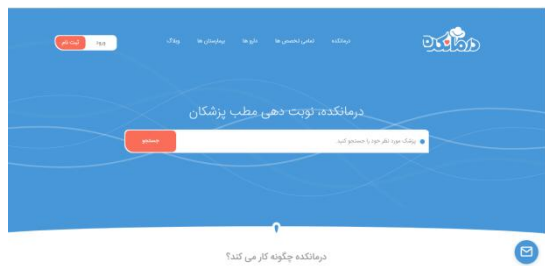 درمانکده
درمانکده تمامی تخصص ها دارو ها بیمارستان ها وبلاگ ورود ثبت نام
درمانکده، نوبت دهی مطب پزشکان
پزشک مورد نظر خود را جستجو کنید جستجو
درمانکده چگونه کار می کند؟